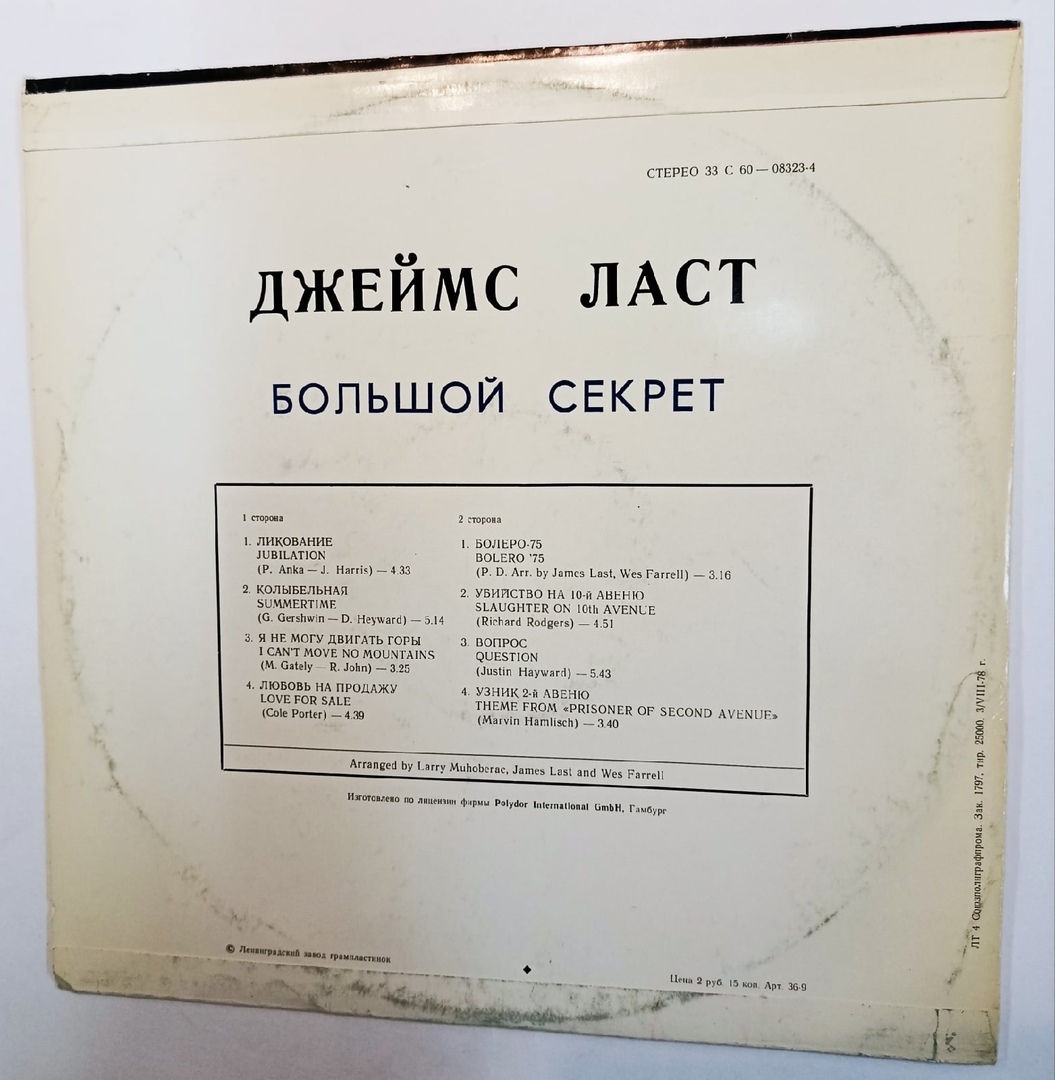 СТЕРЕО 33 С 60 — 08323-4
ДЖЕЙМС ЛАСТ
БОЛЬШОЙ СЕКРЕТ
1 сторона
1. ЛИКОВАНИЕ
JUBILATION
(P. Anka — J. Harris) — 4.33
2. КОЛЫБЕЛЬНАЯ
SUMMERTIME
(G. Gershwin — D. Heyward) — 5.14
3. Я НЕ МОГУ ДВИГАТЬ ГОРЫ
I CAN'T MOVE NO MOUNTAINS
(M. Gately — R. John) — 3.25
4. ЛЮБОВЬ НА ПРОДАЖУ
LOVE FOR SALE
(Cole Porter) — 4.39
2 сторона
1. БОЛЕРО-75
BOLERO '75
(P. D. Arr. by James Last, Wes Farrell) — 3.16
2. УБИЙСТВО НА 10-й АВЕНЮ
SLAUGHTER ON 10th AVENUE
(Richard Rodgers) — 4.51
3. ВОПРОС
QUESTION
(Justin Hayward) — 5.43
4. УЗНИК 2-й АВЕНЮ
THEME FROM «PRISONER OF SECOND AVENUE»
(Marvin Hamlisch) — 3.40
Arranged by Larry Muhoberac, James Last and Wes Farrell
Изготовлено по лицензии фирмы Polydor International GmbH, Гамбург
© Ленинградский завод грампластинок
Цена 2 руб. 15 коп. Арт. 36-9
ЛТ 4 Союзполиграфпрома. Зак. 1797, тир. 25000. 3/VIII-78 г.